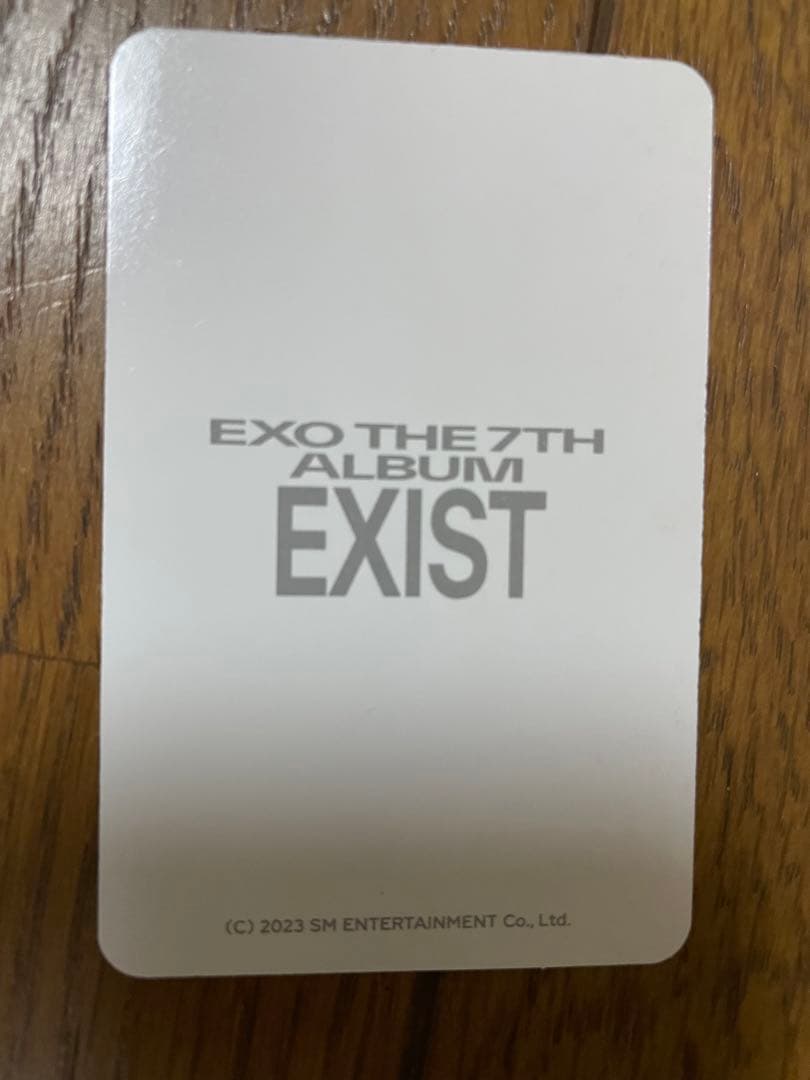 EXO THE 7TH
ALBUM
EXIST
(C) 2023 SM ENTERTAINMENT Co., Ltd.